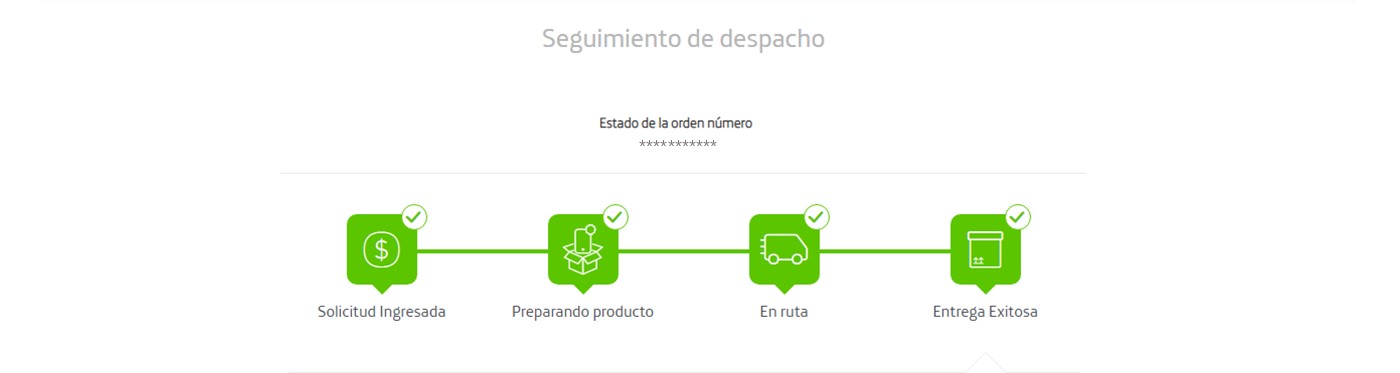 Seguimiento de despacho
Estado de la orden número
***********
$
Solicitud Ingresada
Preparando producto
En ruta
Entrega Exitosa